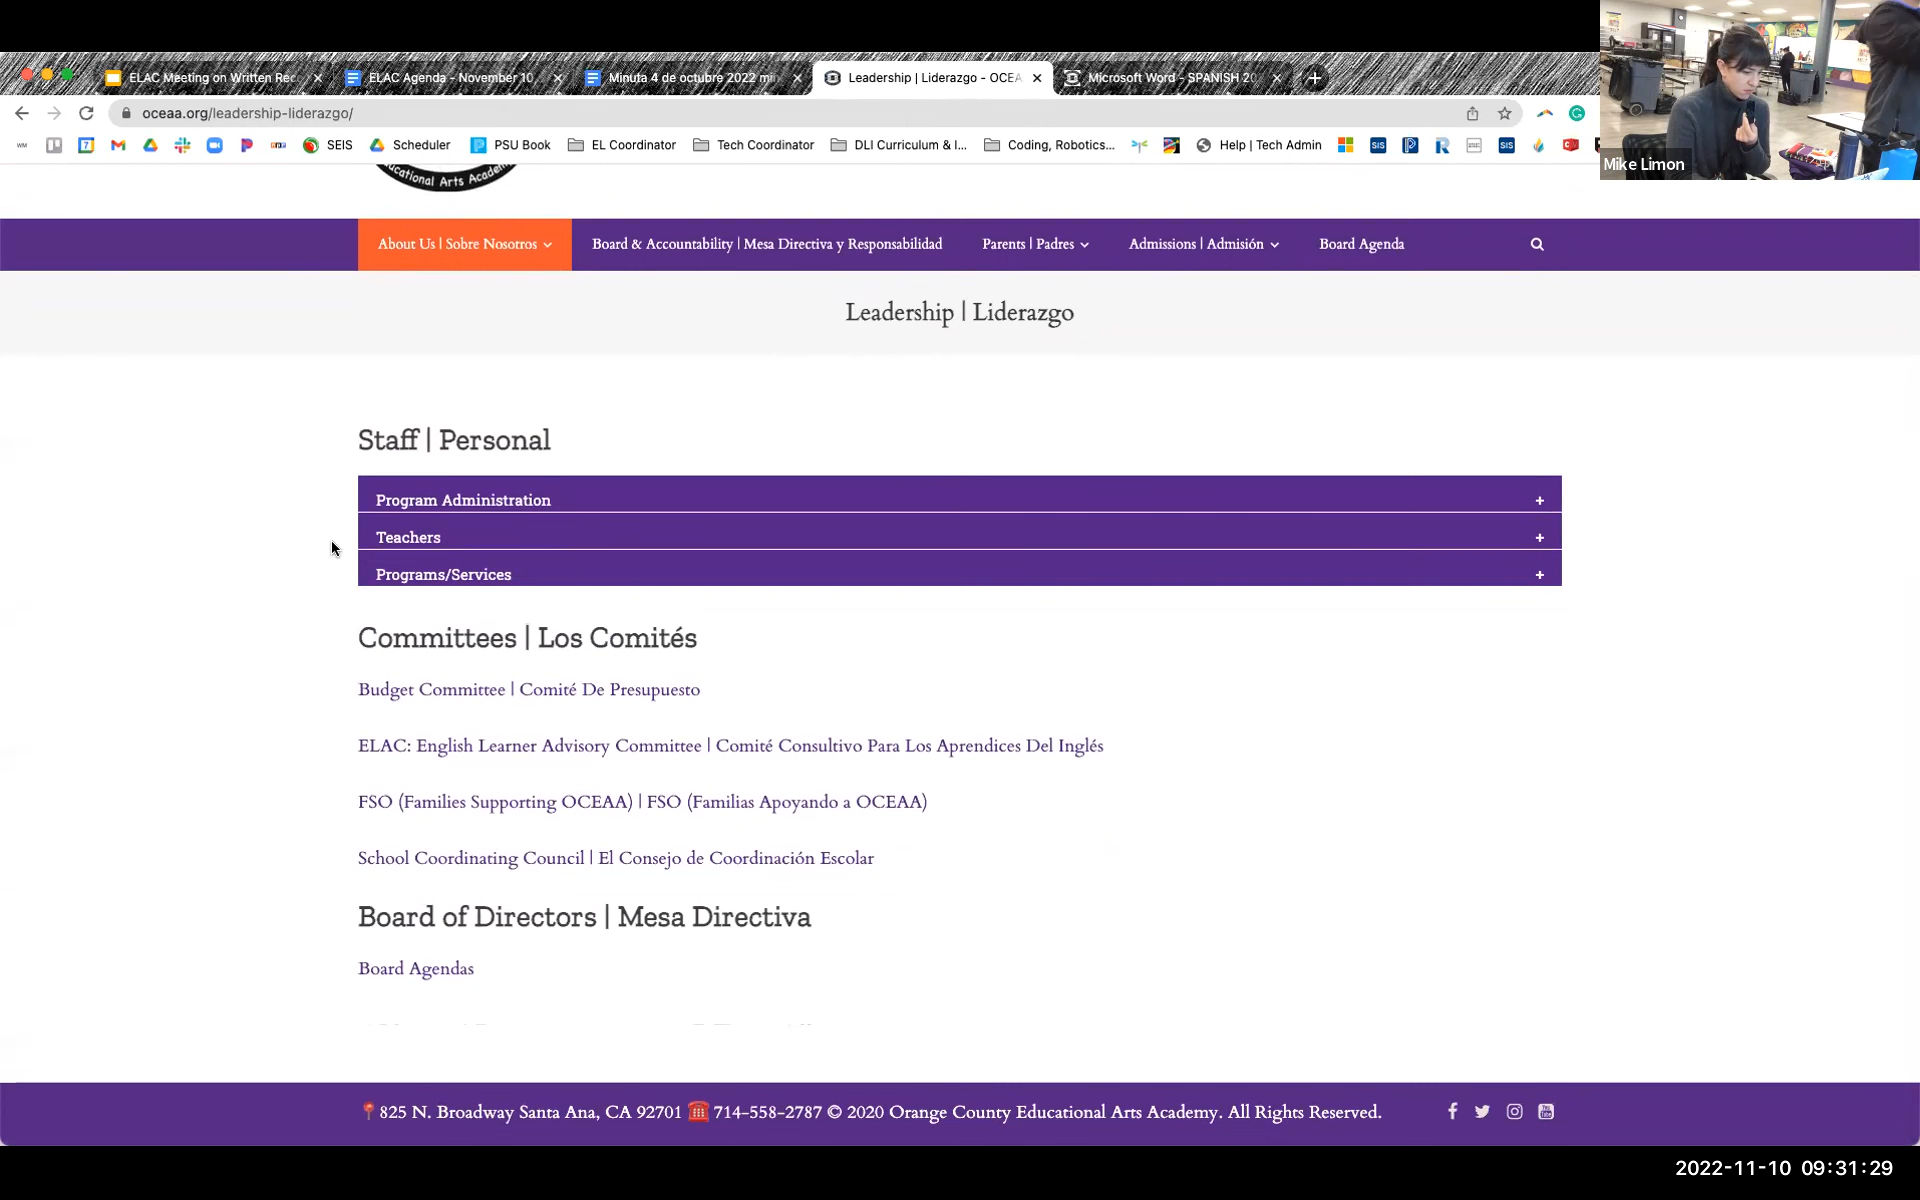 ELAC Meeting on Written Rec
ELAC Agenda - November 10,
Minuta 4 de octubre 2022 min
Leadership | Liderazgo - OCEA
Microsoft Word - SPANISH 20
oceaa.org/leadership-liderazgo/
SEIS
Scheduler
PSU Book
EL Coordinator
Tech Coordinator
DLI Curriculum & I...
Coding, Robotics...
Help | Tech Admin
Mike Limon
ucational Arts Acade
About Us | Sobre Nosotros
Board & Accountability | Mesa Directiva y Responsabilidad
Parents | Padres
Admissions | Admisión
Board Agenda
Leadership | Liderazgo
Staff | Personal
Program Administration +
Teachers +
Programs/Services +
Committees | Los Comités
Budget Committee | Comité De Presupuesto
ELAC: English Learner Advisory Committee | Comité Consultivo Para Los Aprendices Del Inglés
FSO (Families Supporting OCEAA) | FSO (Familias Apoyando a OCEAA)
School Coordinating Council | El Consejo de Coordinación Escolar
Board of Directors | Mesa Directiva
Board Agendas
825 N. Broadway Santa Ana, CA 92701 714-558-2787 © 2020 Orange County Educational Arts Academy. All Rights Reserved.
2022-11-10 09:31:29